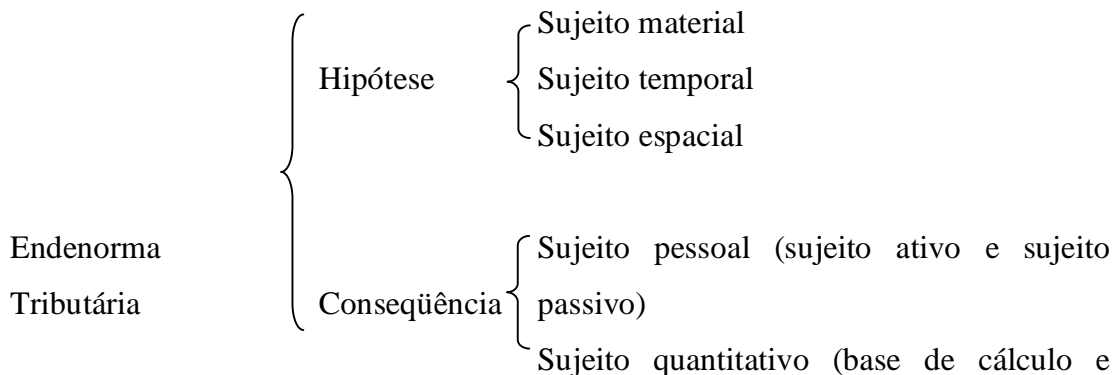 Sujeito material
Hipótese Sujeito temporal
Sujeito espacial
Endenorma Sujeito pessoal (sujeito ativo e sujeito
Tributária Conseqüência passivo)
Sujeito quantitativo (base de cálculo e